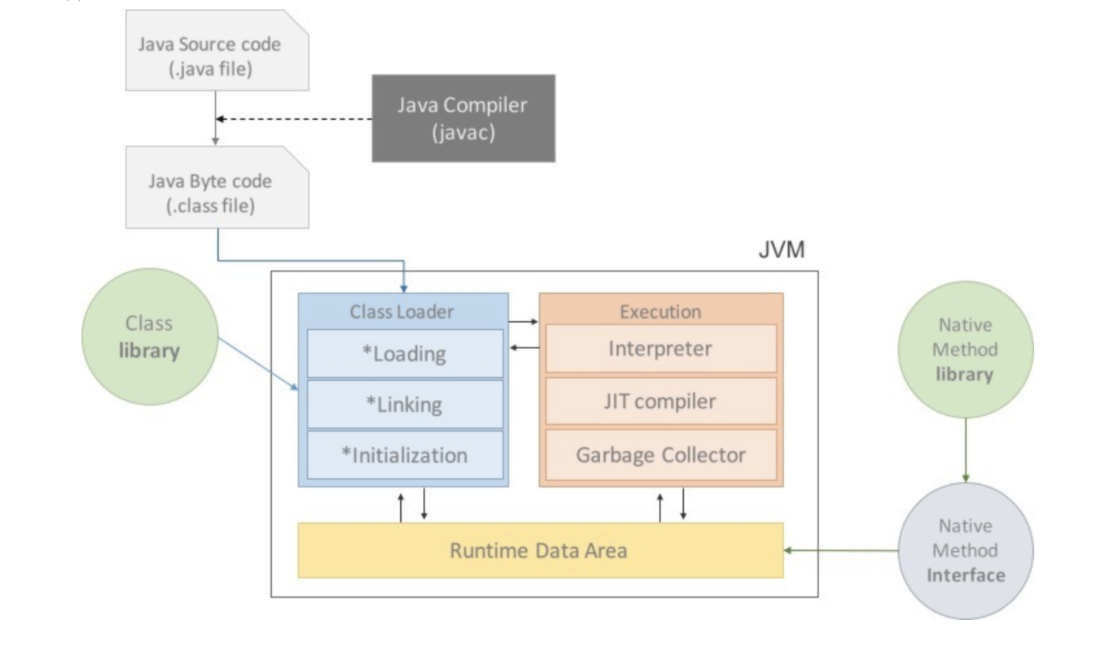 Java Source code
(.java file)
Java Compiler
(javac)
Java Byte code
(.class file)
JVM
Class
library
Class Loader
*Loading
*Linking
*Initialization
Execution
Interpreter
JIT compiler
Garbage Collector
Runtime Data Area
Native
Method
library
Native
Method
Interface